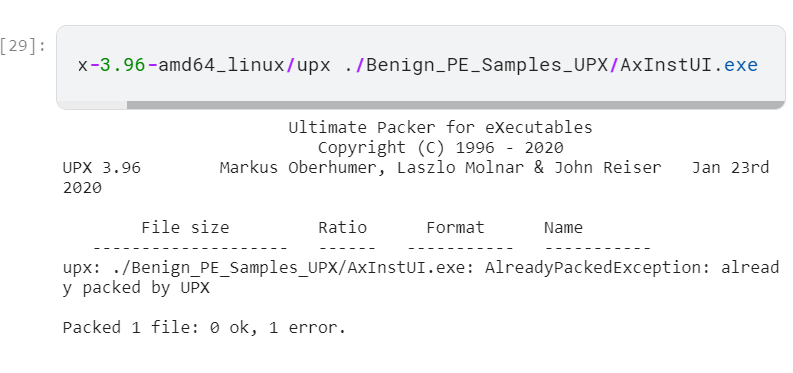 [29]:
x-3.96-amd64_linux/upx ./Benign_PE_Samples_UPX/AxInstUI.exe
Ultimate Packer for eXecutables
Copyright (C) 1996 - 2020
UPX 3.96        Markus Oberhumer, Laszlo Molnar & John Reiser   Jan 23rd
2020
File size         Ratio      Format      Name
--------------------   ------   -----------   -----------
upx: ./Benign_PE_Samples_UPX/AxInstUI.exe: AlreadyPackedException: alread
y packed by UPX
Packed 1 file: 0 ok, 1 error.